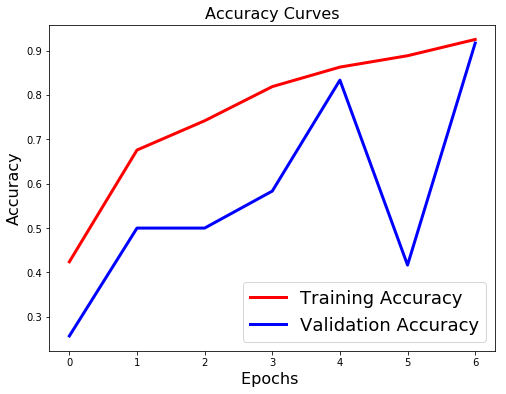 Accuracy Curves
Accuracy
0.9
0.8
0.7
0.6
0.5
0.4
0.3
Training Accuracy
Validation Accuracy
0 1 2 3 4 5 6
Epochs